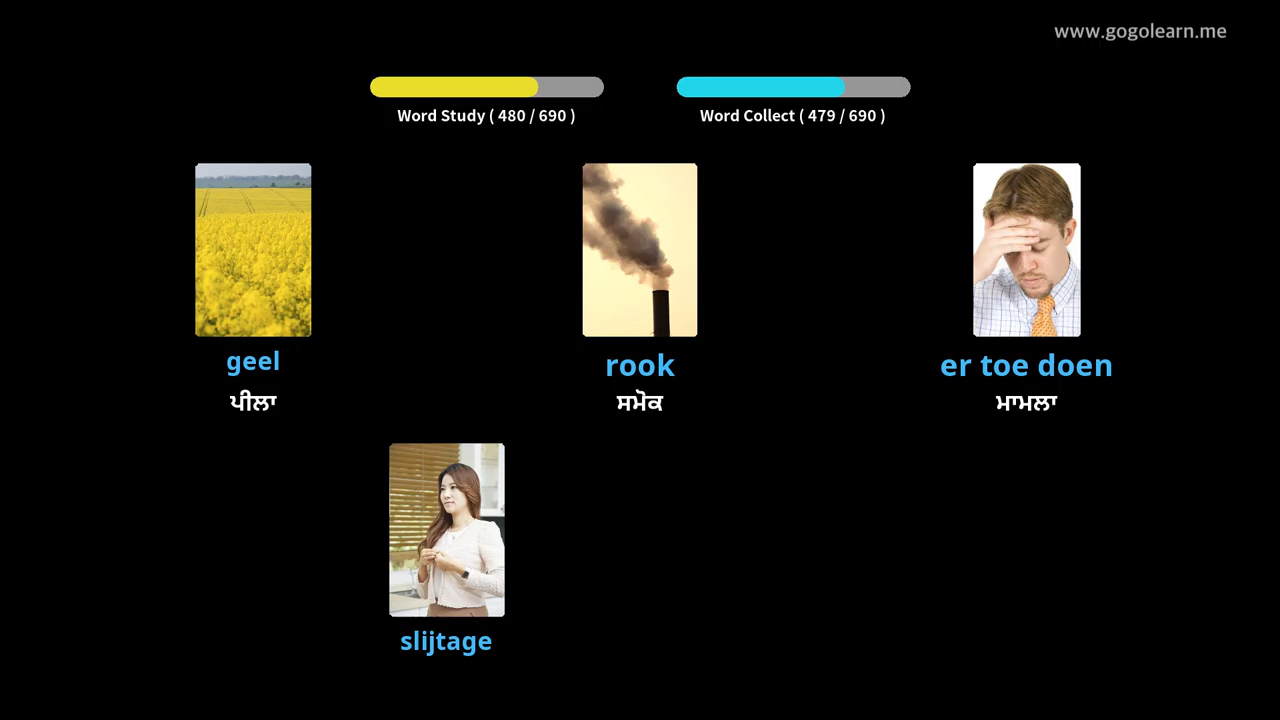 www.gogolearn.me
Word Study ( 480 / 690 )
Word Collect ( 479 / 690 )
geel
rook
er toe doen
ਪੀਲਾ
ਸਮੋਕ
ਮਾਮਲਾ
slijtage